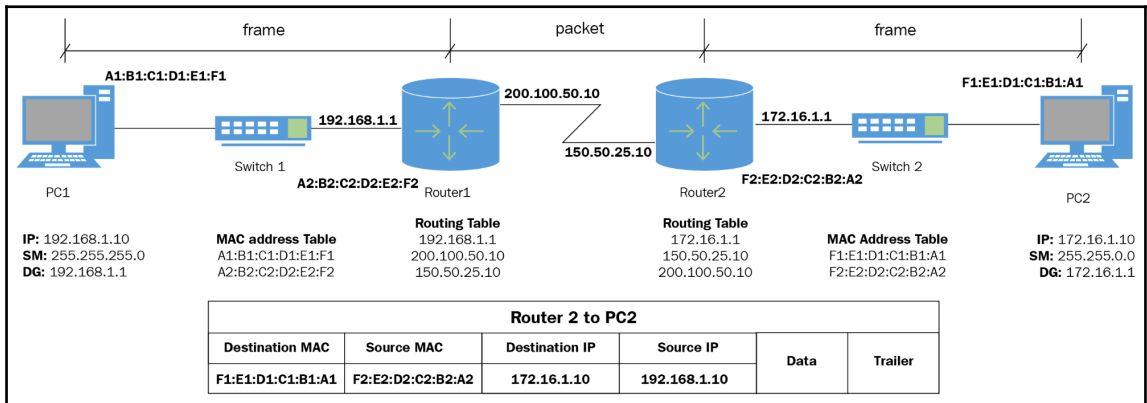 frame packet frame
A1:B1:C1:D1:E1:F1
F1:E1:D1:C1:B1:A1
200.100.50.10
192.168.1.1
172.16.1.1
150.50.25.10
Switch 1
Switch 2
A2:B2:C2:D2:E2:F2
F2:E2:D2:C2:B2:A2
PC1
Router1
Router2
PC2
IP: 192.168.1.10
SM: 255.255.255.0
DG: 192.168.1.1
MAC address Table
A1:B1:C1:D1:E1:F1
A2:B2:C2:D2:E2:F2
Routing Table
192.168.1.1
200.100.50.10
150.50.25.10
Routing Table
172.16.1.1
150.50.25.10
200.100.50.10
MAC Address Table
F1:E1:D1:C1:B1:A1
F2:E2:D2:C2:B2:A2
IP: 172.16.1.10
SM: 255.255.0.0
DG: 172.16.1.1
Router 2 to PC2
Destination MAC Source MAC Destination IP Source IP Data Trailer
F1:E1:D1:C1:B1:A1 F2:E2:D2:C2:B2:A2 172.16.1.10 192.168.1.10